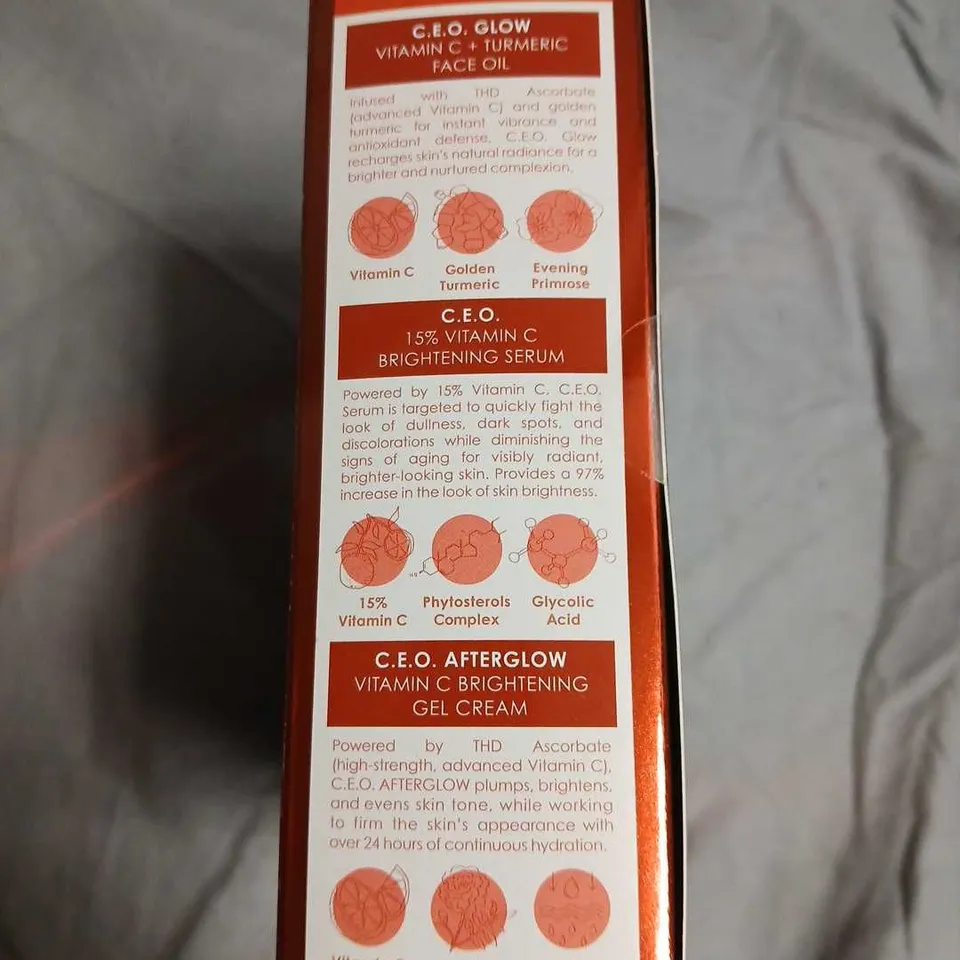 C.E.O. GLOW
VITAMIN C + TURMERIC
FACE OIL
Infused with THD Ascorbate
(advanced Vitamin C) and golden
turmeric for instant vibrance and
antioxidant defense, C.E.O. Glow
recharges skin's natural radiance for a
brighter and nurtured complexion.
Vitamin C
Golden
Turmeric
Evening
Primrose
C.E.O.
15% VITAMIN C
BRIGHTENING SERUM
Powered by 15% Vitamin C, C.E.O.
Serum is targeted to quickly fight the
look of dullness, dark spots, and
discolorations while diminishing the
signs of aging for visibly radiant,
brighter-looking skin. Provides a 97%
increase in the look of skin brightness.
HO
15%
Vitamin C
Phytosterols
Complex
Glycolic
Acid
C.E.O. AFTERGLOW
VITAMIN C BRIGHTENING
GEL CREAM
Powered by THD Ascorbate
(high-strength, advanced Vitamin C),
C.E.O. AFTERGLOW plumps, brightens,
and evens skin tone, while working
to firm the skin's appearance with
over 24 hours of continuous hydration.